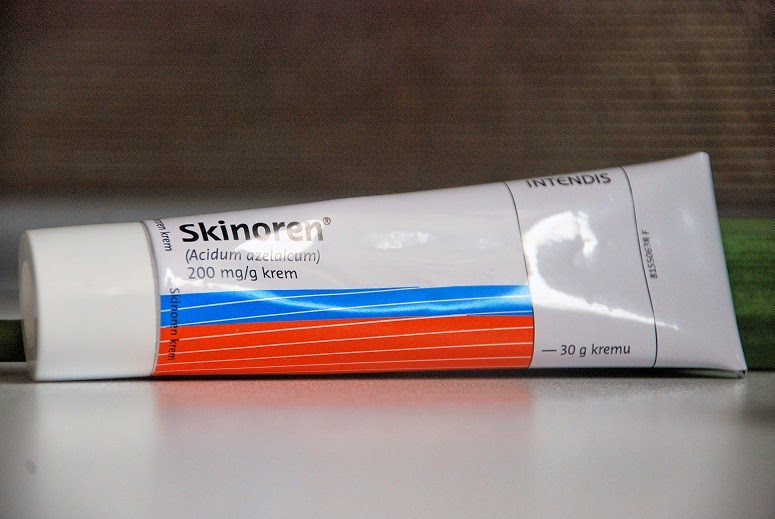 Skinoren®
(Acidum azelaicum)
200 mg/g krem
INTENDIS
— 30 g kremu
Skinoren krem